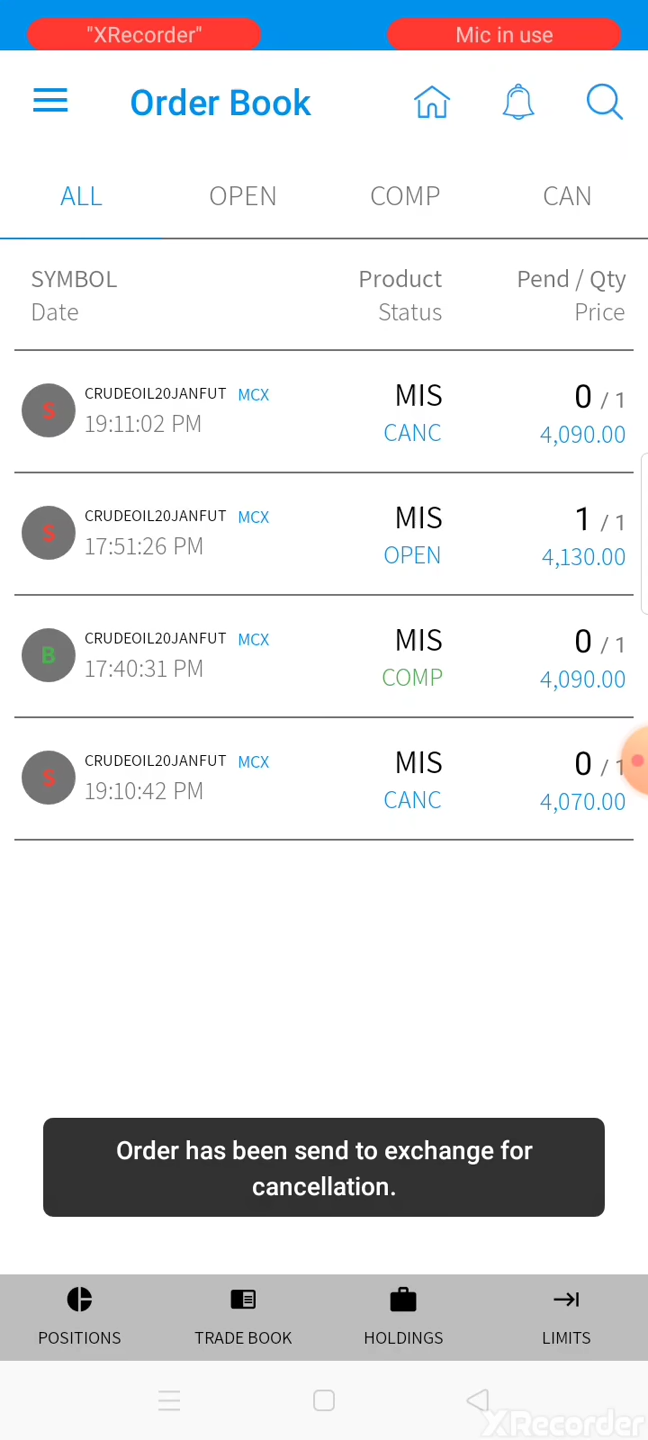 "XRecorder" Mic in use
Order Book
ALL OPEN COMP CAN
SYMBOL Product Pend / Qty
Date Status Price
S CRUDEOIL20JANFUT MCX MIS 0 / 1
19:11:02 PM CANC 4,090.00
S CRUDEOIL20JANFUT MCX MIS 1 / 1
17:51:26 PM OPEN 4,130.00
B CRUDEOIL20JANFUT MCX MIS 0 / 1
17:40:31 PM COMP 4,090.00
S CRUDEOIL20JANFUT MCX MIS 0 / 1
19:10:42 PM CANC 4,070.00
Order has been send to exchange for
cancellation.
POSITIONS TRADE BOOK HOLDINGS LIMITS
XRecorder